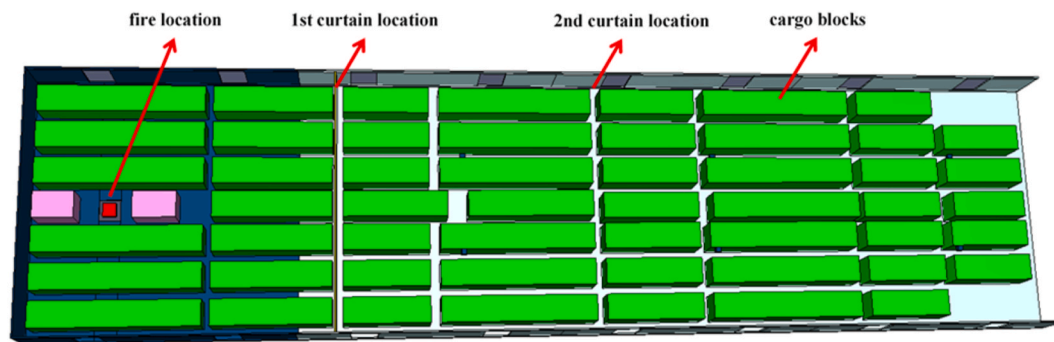 fire location
1st curtain location
2nd curtain location
cargo blocks